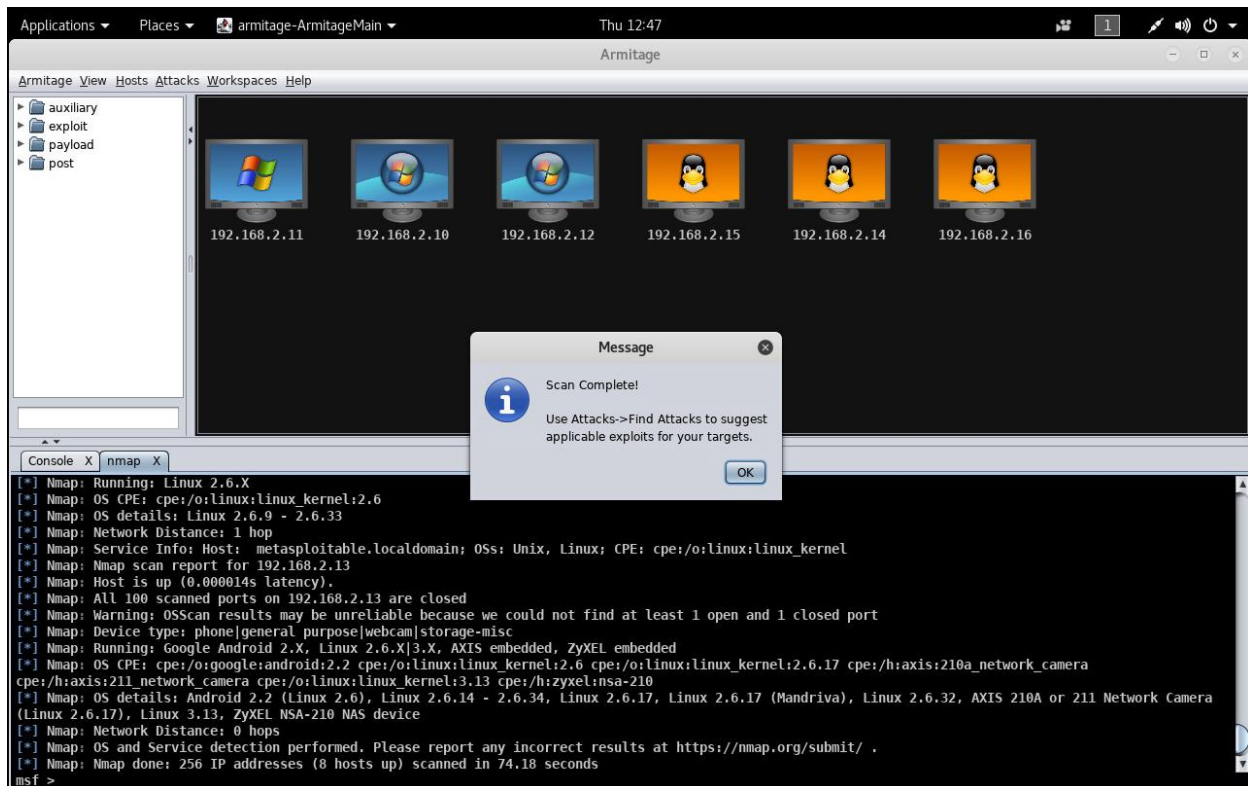 Applications Places armitage-ArmitageMain Thu 12:47 1
Armitage
Armitage View Hosts Attacks Workspaces Help
auxiliary
exploit
payload
post
192.168.2.11 192.168.2.10 192.168.2.12 192.168.2.15 192.168.2.14 192.168.2.16
Message
Scan Complete!
Use Attacks->Find Attacks to suggest
applicable exploits for your targets.
OK
Console X nmap X
[*] Nmap: Running: Linux 2.6.X
[*] Nmap: OS CPE: cpe:/o:linux:linux_kernel:2.6
[*] Nmap: OS details: Linux 2.6.9 - 2.6.33
[*] Nmap: Network Distance: 1 hop
[*] Nmap: Service Info: Host:  metasploitable.localdomain; OSs: Unix, Linux; CPE: cpe:/o:linux:linux_kernel
[*] Nmap: Nmap scan report for 192.168.2.13
[*] Nmap: Host is up (0.000014s latency).
[*] Nmap: All 100 scanned ports on 192.168.2.13 are closed
[*] Nmap: Warning: OSScan results may be unreliable because we could not find at least 1 open and 1 closed port
[*] Nmap: Device type: phone|general purpose|webcam|storage-misc
[*] Nmap: Running: Google Android 2.X, Linux 2.6.X|3.X, AXIS embedded, ZyXEL embedded
[*] Nmap: OS CPE: cpe:/o:google:android:2.2 cpe:/o:linux:linux_kernel:2.6 cpe:/o:linux:linux_kernel:2.6.17 cpe:/h:axis:210a_network_camera
cpe:/h:axis:211_network_camera cpe:/o:linux:linux_kernel:3.13 cpe:/h:zyxel:nsa-210
[*] Nmap: OS details: Android 2.2 (Linux 2.6), Linux 2.6.14 - 2.6.34, Linux 2.6.17, Linux 2.6.17 (Mandriva), Linux 2.6.32, AXIS 210A or 211 Network Camera
(Linux 2.6.17), Linux 3.13, ZyXEL NSA-210 NAS device
[*] Nmap: Network Distance: 0 hops
[*] Nmap: OS and Service detection performed. Please report any incorrect results at https://nmap.org/submit/ .
[*] Nmap: Nmap done: 256 IP addresses (8 hosts up) scanned in 74.18 seconds
msf >